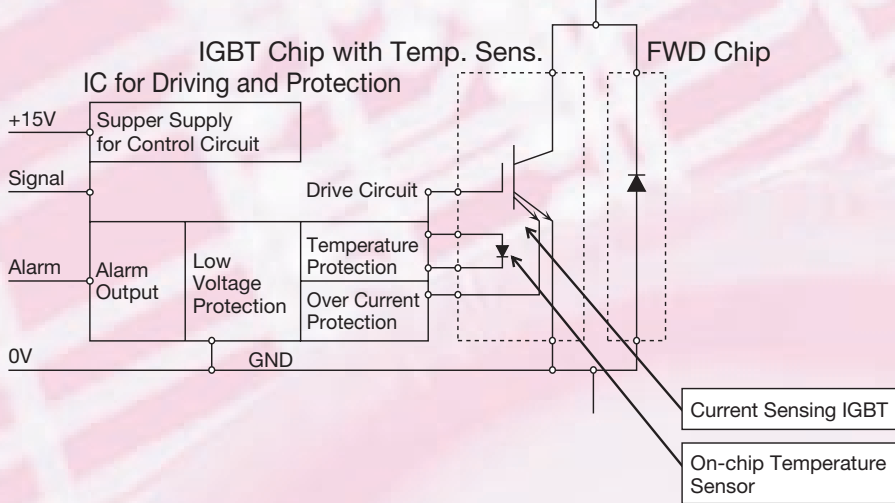 IGBT Chip with Temp. Sens.
FWD Chip
IC for Driving and Protection
+15V
Supper Supply
for Control Circuit
Signal
Drive Circuit
Alarm
Alarm
Output
Low
Voltage
Protection
Temperature
Protection
Over Current
Protection
0V
GND
Current Sensing IGBT
On-chip Temperature
Sensor